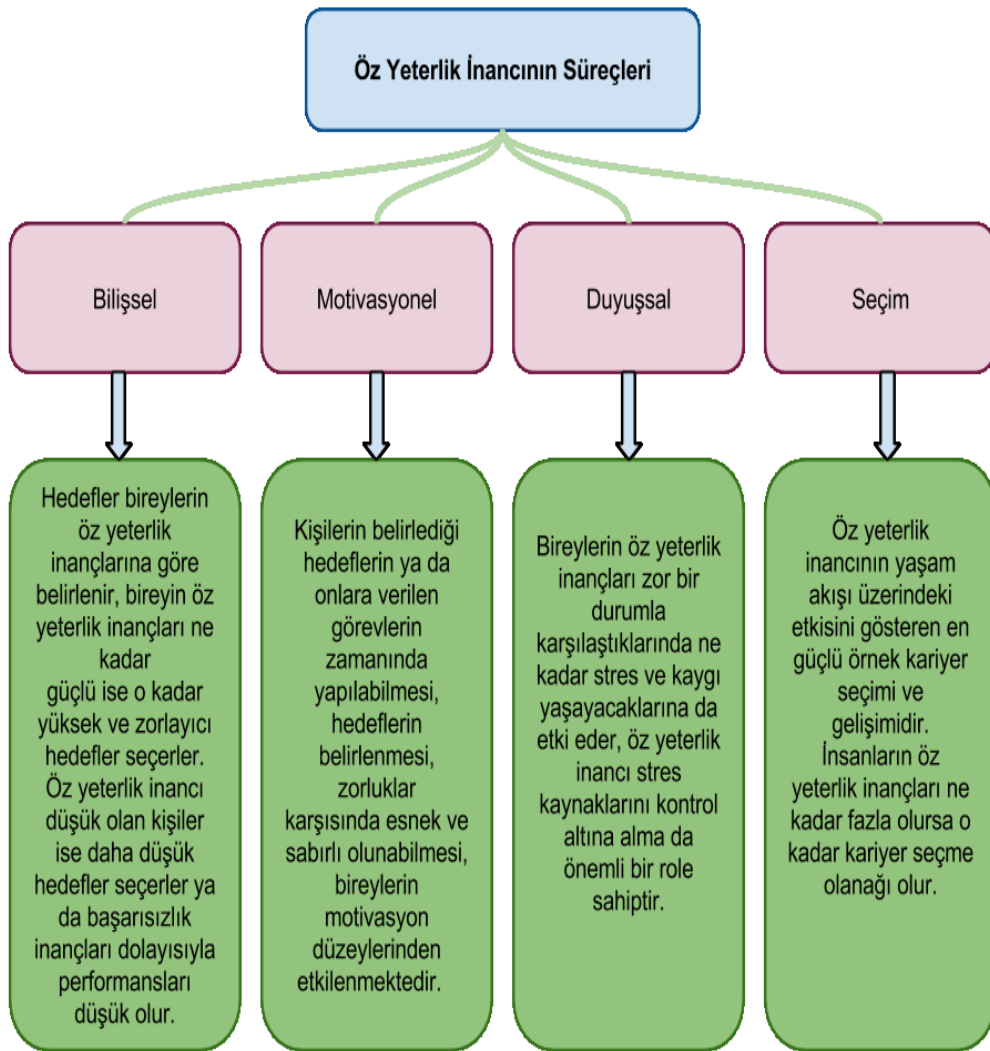 Öz Yeterlik İnancının Süreçleri
Bilişsel
Motivasyonel
Duyuşsal
Seçim
Hedefler bireylerin
öz yeterlik
inançlarına göre
belirlenir, bireyin öz
yeterlik inançları ne
kadar
güçlü ise o kadar
yüksek ve zorlayıcı
hedefler seçerler.
Öz yeterlik inancı
düşük olan kişiler
ise daha düşük
hedefler seçerler ya
da başarısızlık
inançları dolayısıyla
performansları
düşük olur.
Kişilerin belirlediği
hedeflerin ya da
onlara verilen
görevlerin
zamanında
yapılabilmesi,
hedeflerin
belirlenmesi,
zorluklar
karşısında esnek ve
sabırlı olunabilmesi,
bireylerin
motivasyon
düzeylerinden
etkilenmektedir.
Bireylerin öz yeterlik
inançları zor bir
durumla
karşılaştıklarında ne
kadar stres ve kaygı
yaşayacaklarına da
etki eder, öz yeterlik
inancı stres
kaynaklarını kontrol
altına alma da
önemli bir role
sahiptir.
Öz yeterlik
inancının yaşam
akışı üzerindeki
etkisini gösteren en
güçlü örnek kariyer
seçimi ve
gelişimidir.
İnsanların öz
yeterlik inançları ne
kadar fazla olursa o
kadar kariyer seçme
olanağı olur.